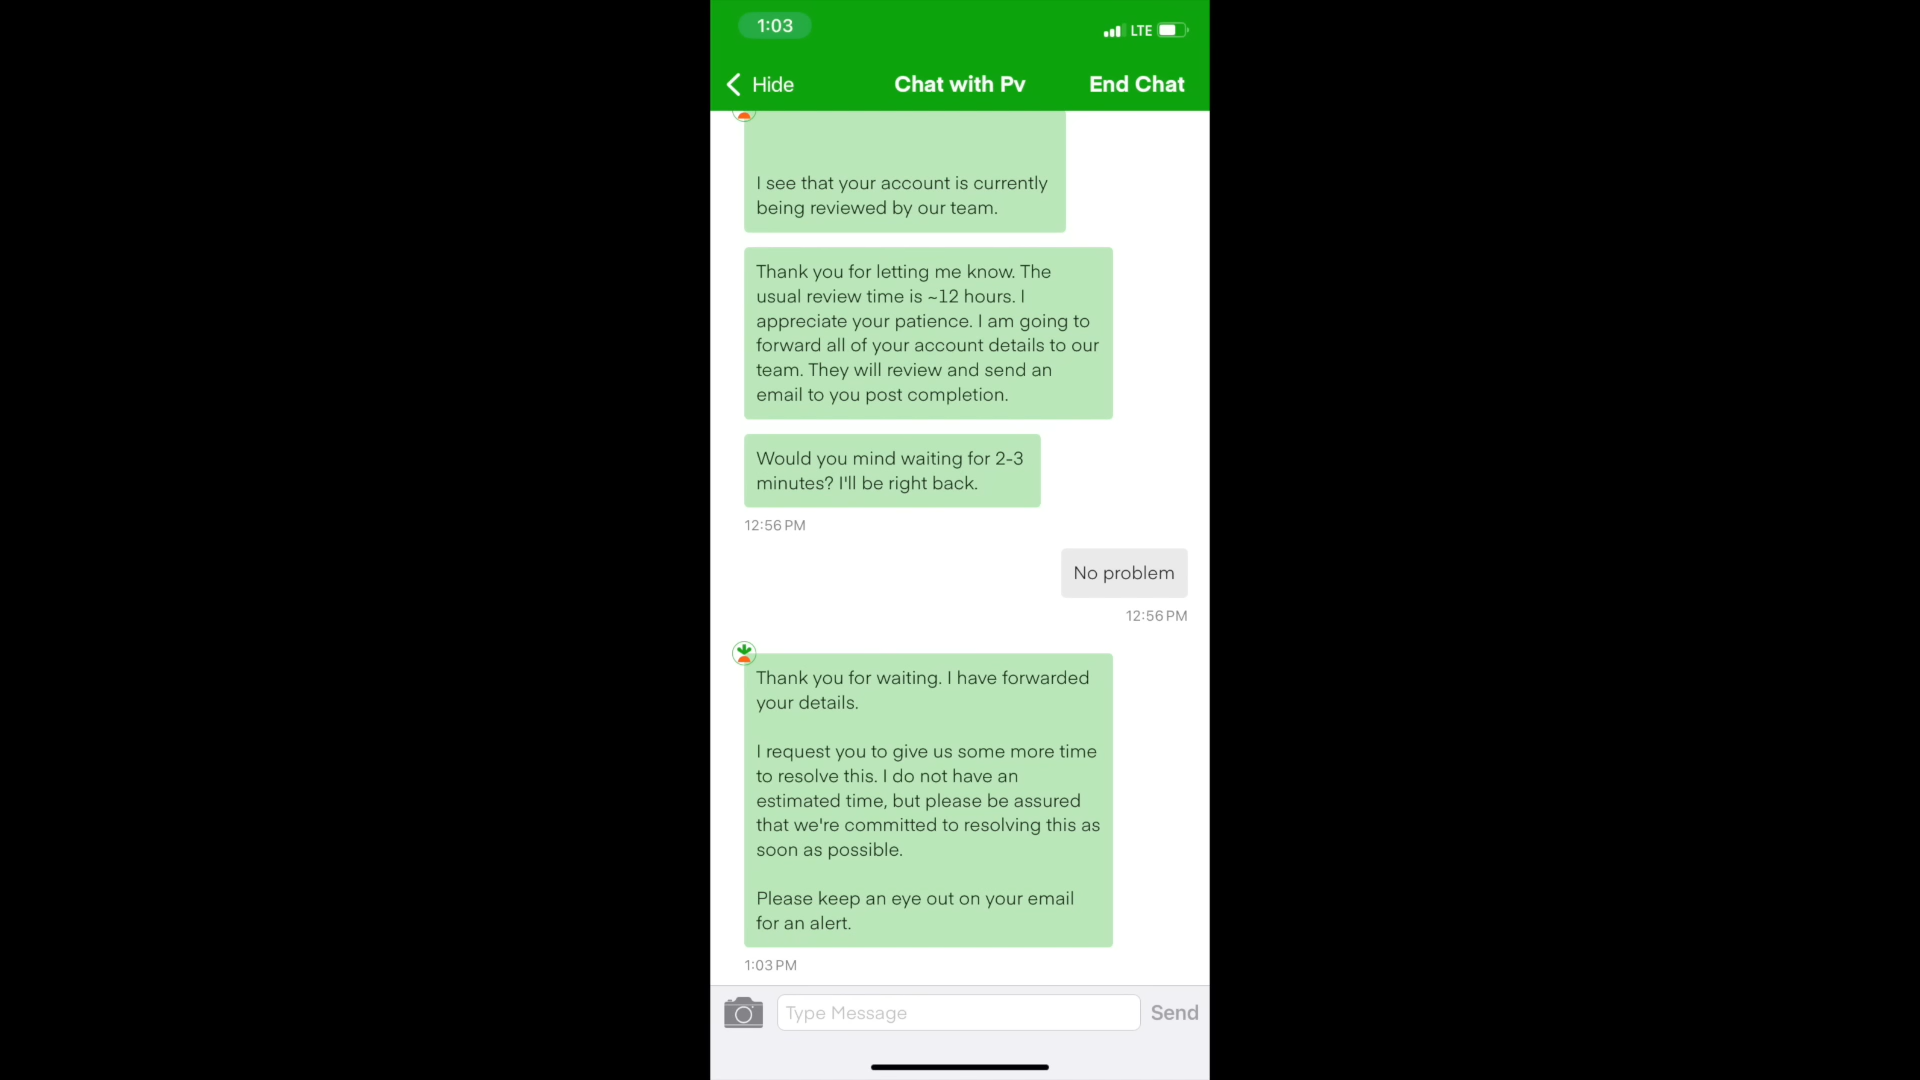 1:03
LTE
Hide
Chat with Pv
End Chat
I see that your account is currently
being reviewed by our team.
Thank you for letting me know. The
usual review time is ~12 hours. I
appreciate your patience. I am going to
forward all of your account details to our
team. They will review and send an
email to you post completion.
Would you mind waiting for 2-3
minutes? I'll be right back.
12:56 PM
No problem
12:56 PM
Thank you for waiting. I have forwarded
your details.
I request you to give us some more time
to resolve this. I do not have an
estimated time, but please be assured
that we're committed to resolving this as
soon as possible.
Please keep an eye out on your email
for an alert.
1:03 PM
Type Message
Send